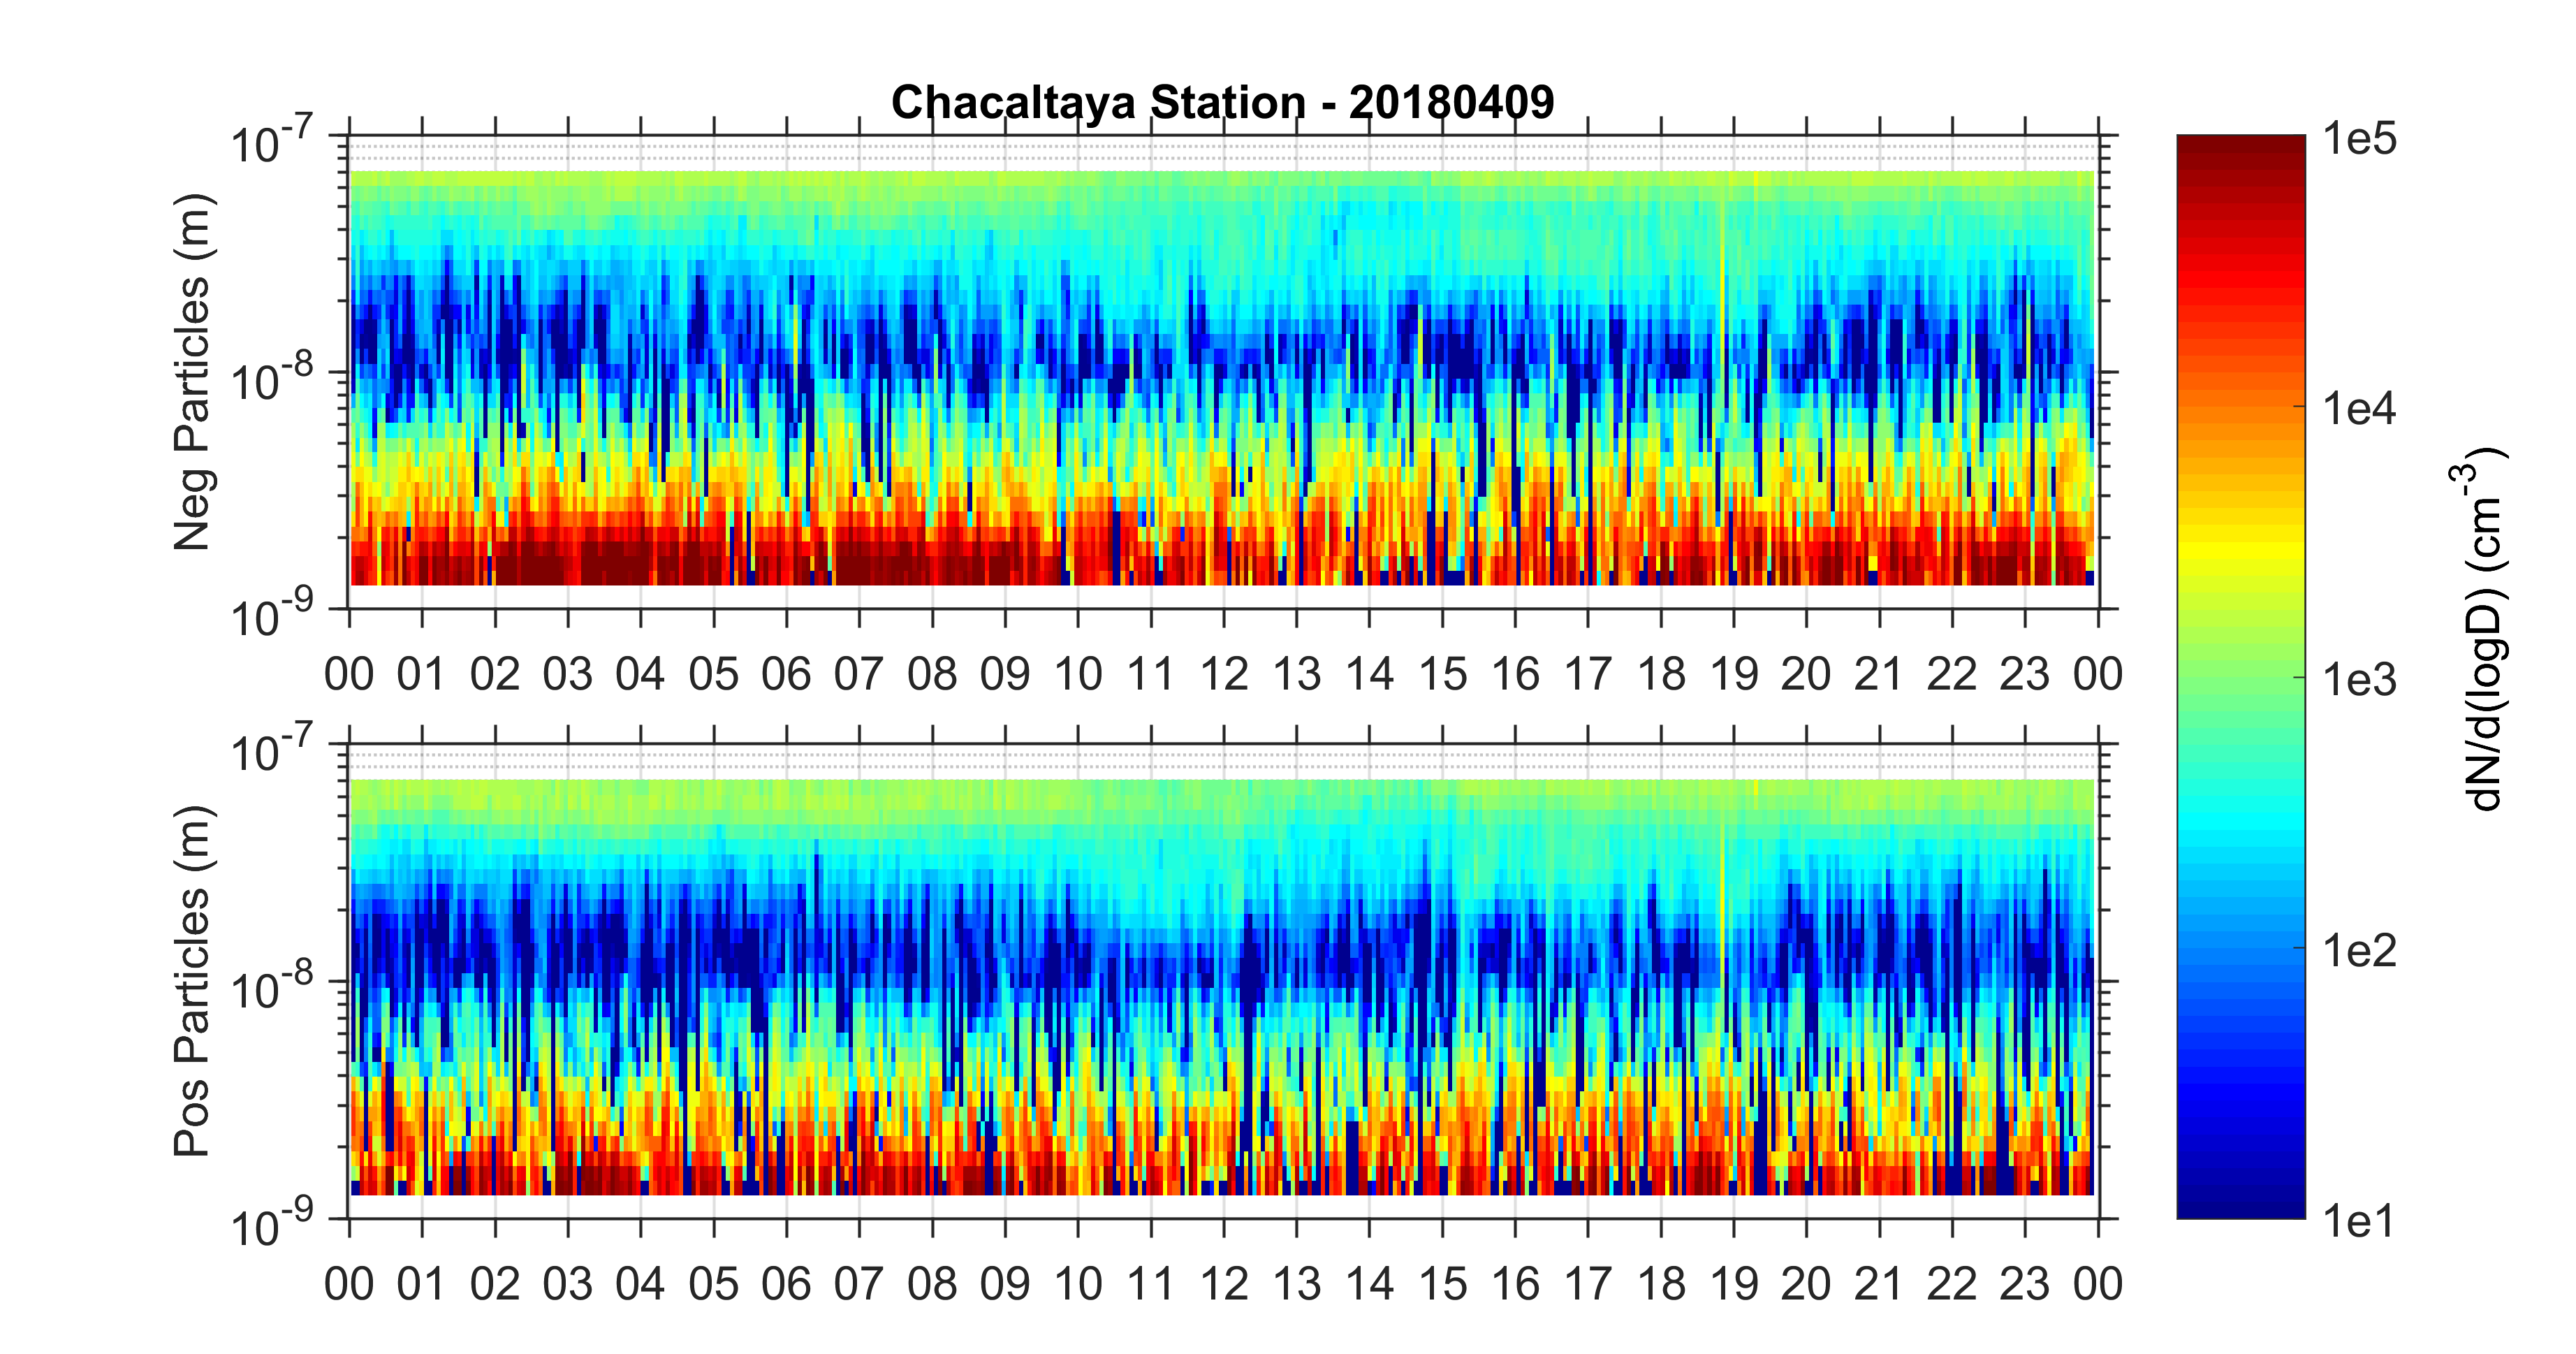 Chacaltaya Station - 20180409
10-7
10-8
10-9
Neg Particles (m)
00 01 02 03 04 05 06 07 08 09 10 11 12 13 14 15 16 17 18 19 20 21 22 23 00
10-7
10-8
10-9
Pos Particles (m)
00 01 02 03 04 05 06 07 08 09 10 11 12 13 14 15 16 17 18 19 20 21 22 23 00
1e5
1e4
1e3
1e2
1e1
dN/d(logD) (cm-3)